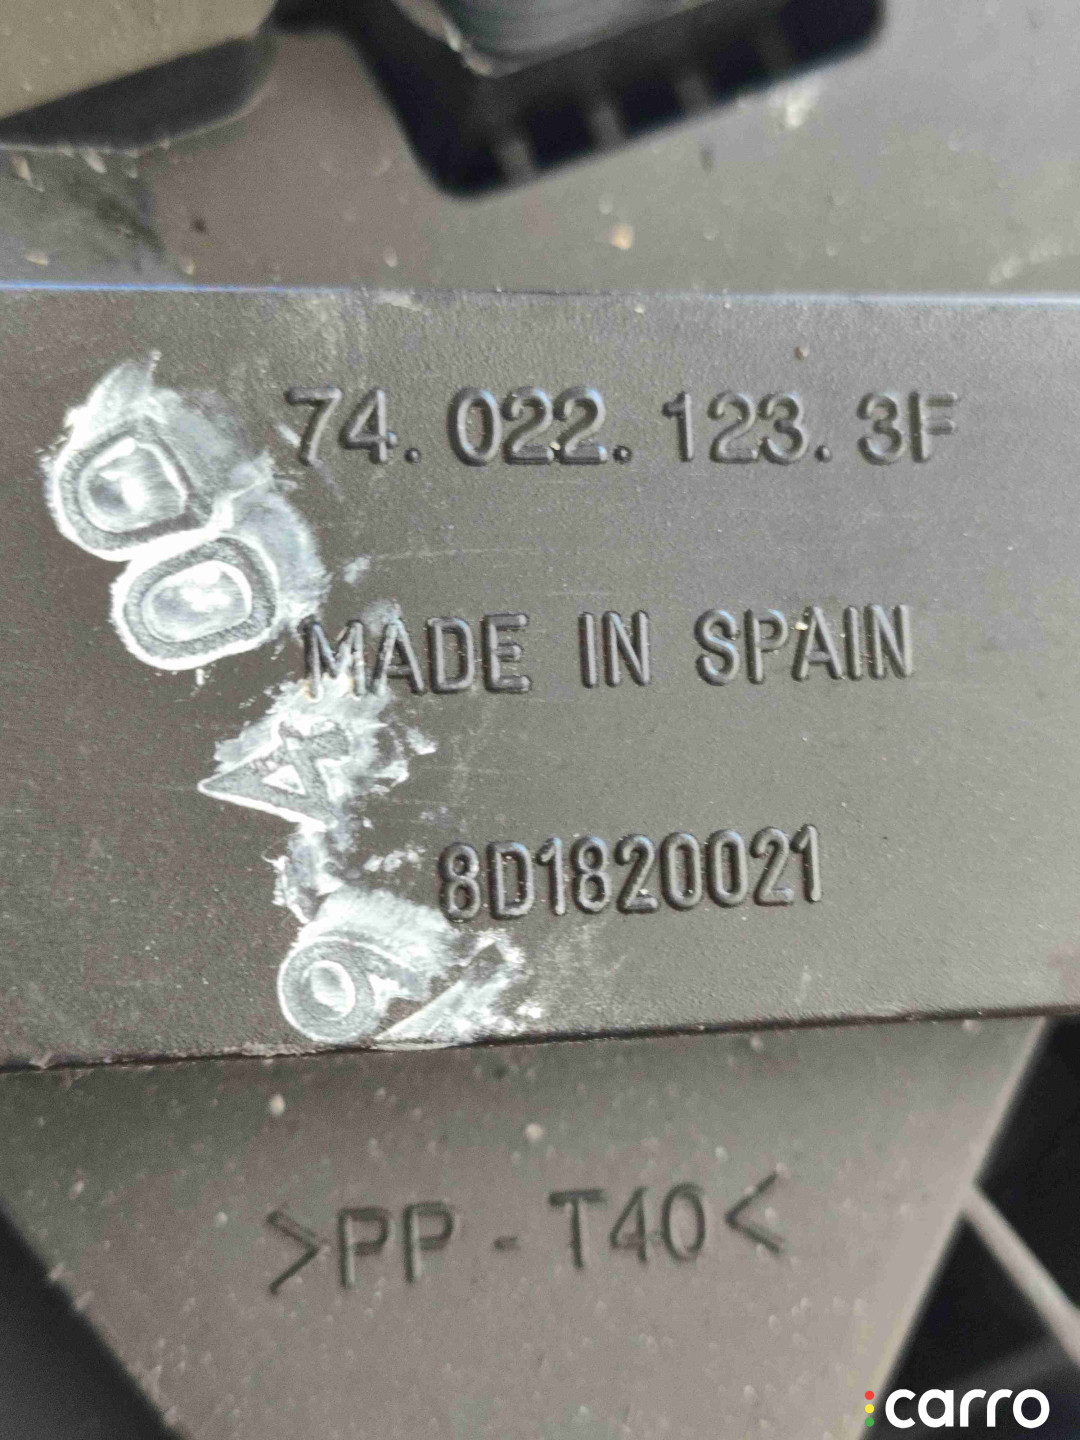 74.022.123.3F
MADE IN SPAIN
8D1820021
>PP-T40<
carro